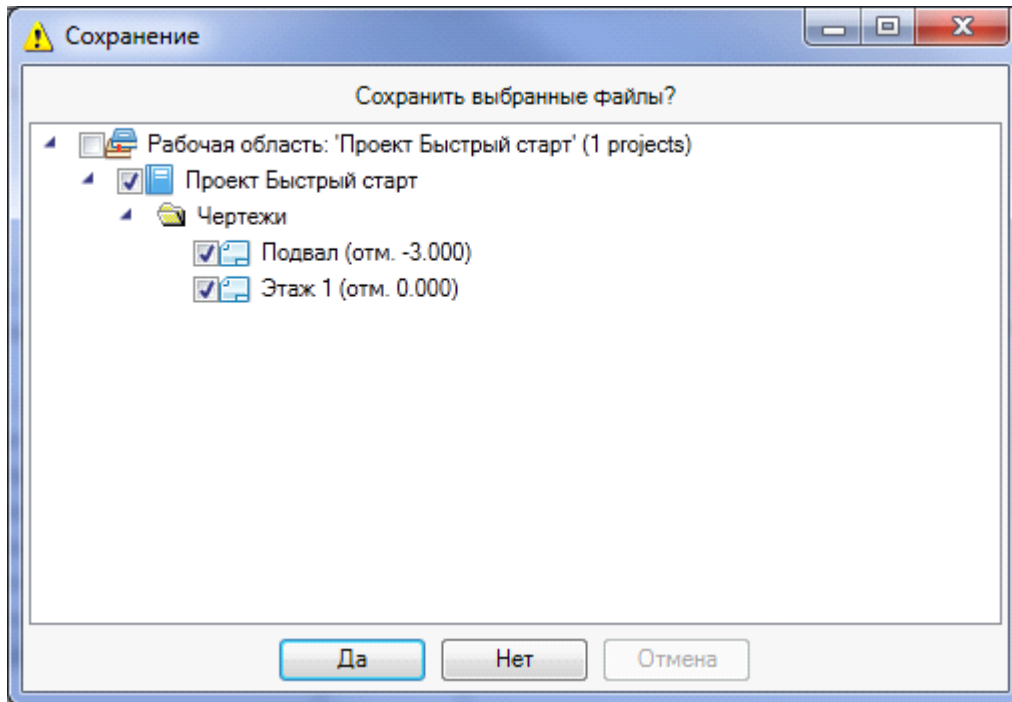 Сохранение
Сохранить выбранные файлы?
Рабочая область: 'Проект Быстрый старт' (1 projects)
Проект Быстрый старт
Чертежи
Подвал (отм. -3.000)
Этаж 1 (отм. 0.000)
Да Нет Отмена